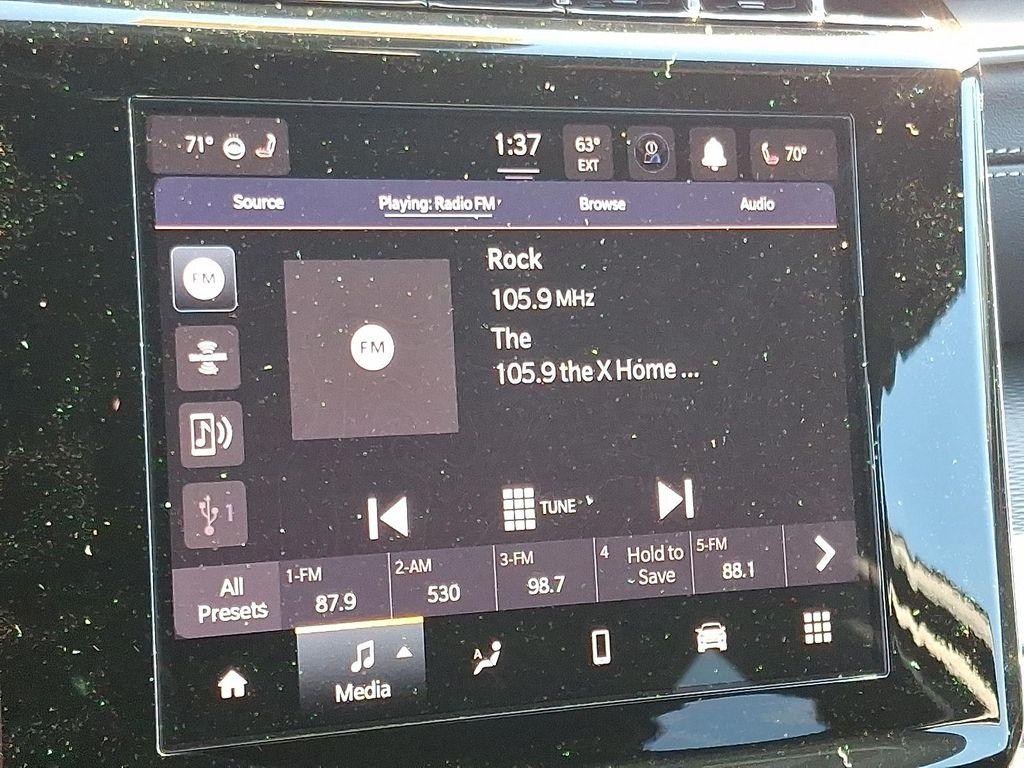 71°
1:37
63°
EXT
70°
Source
Playing: Radio FM
Browse
Audio
FM
FM
Rock
105.9 MHz
The
105.9 the X Home ...
1
TUNE
All
Presets
1-FM
87.9
2-AM
530
3-FM
98.7
4
Hold to
Save
5-FM
88.1
Media
A